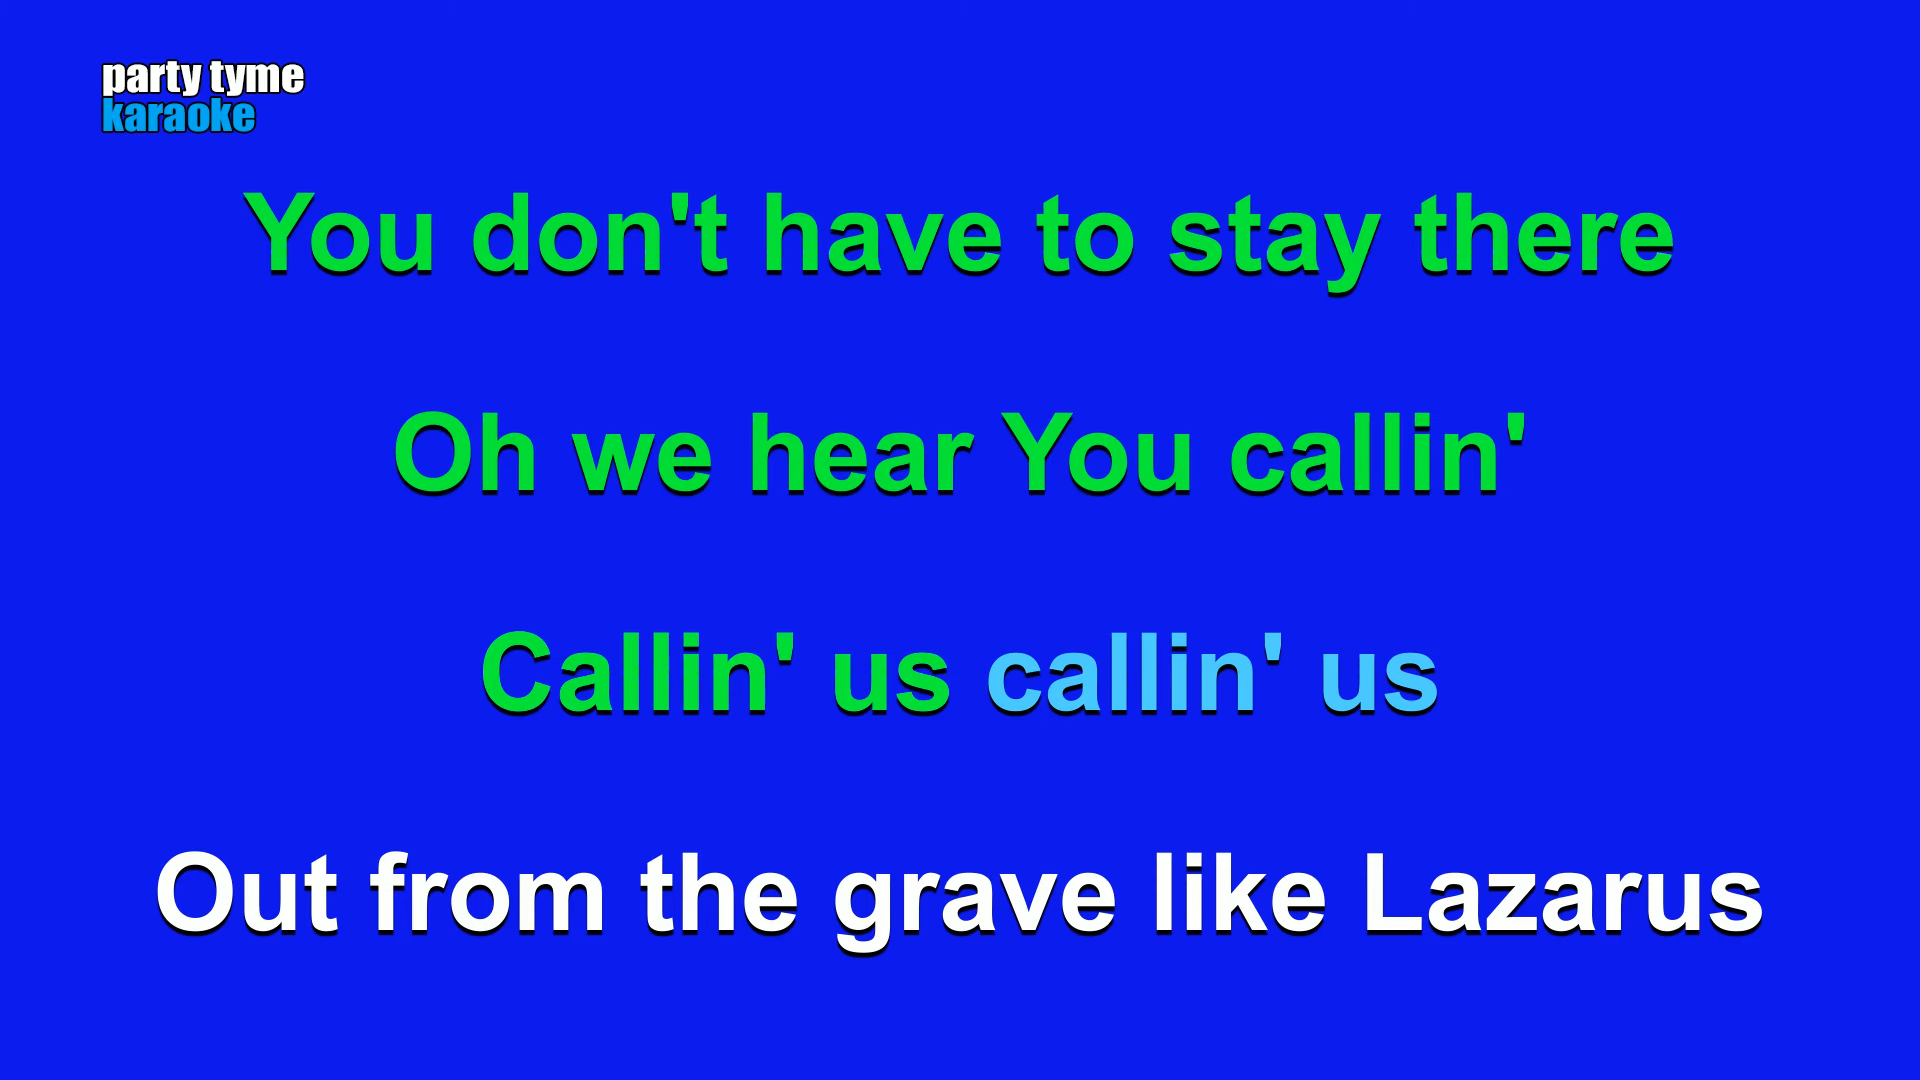 party tyme
karaoke
You don't have to stay there
Oh we hear You callin'
Callin' us callin' us
Out from the grave like Lazarus